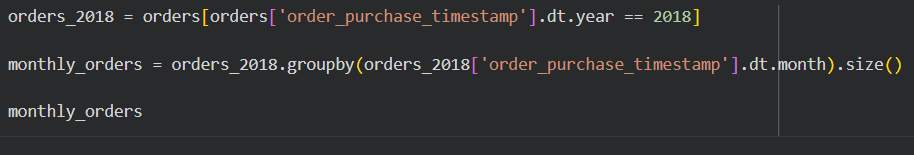 orders_2018 = orders[orders['order_purchase_timestamp'].dt.year == 2018]
monthly_orders = orders_2018.groupby(orders_2018['order_purchase_timestamp'].dt.month).size()
monthly_orders